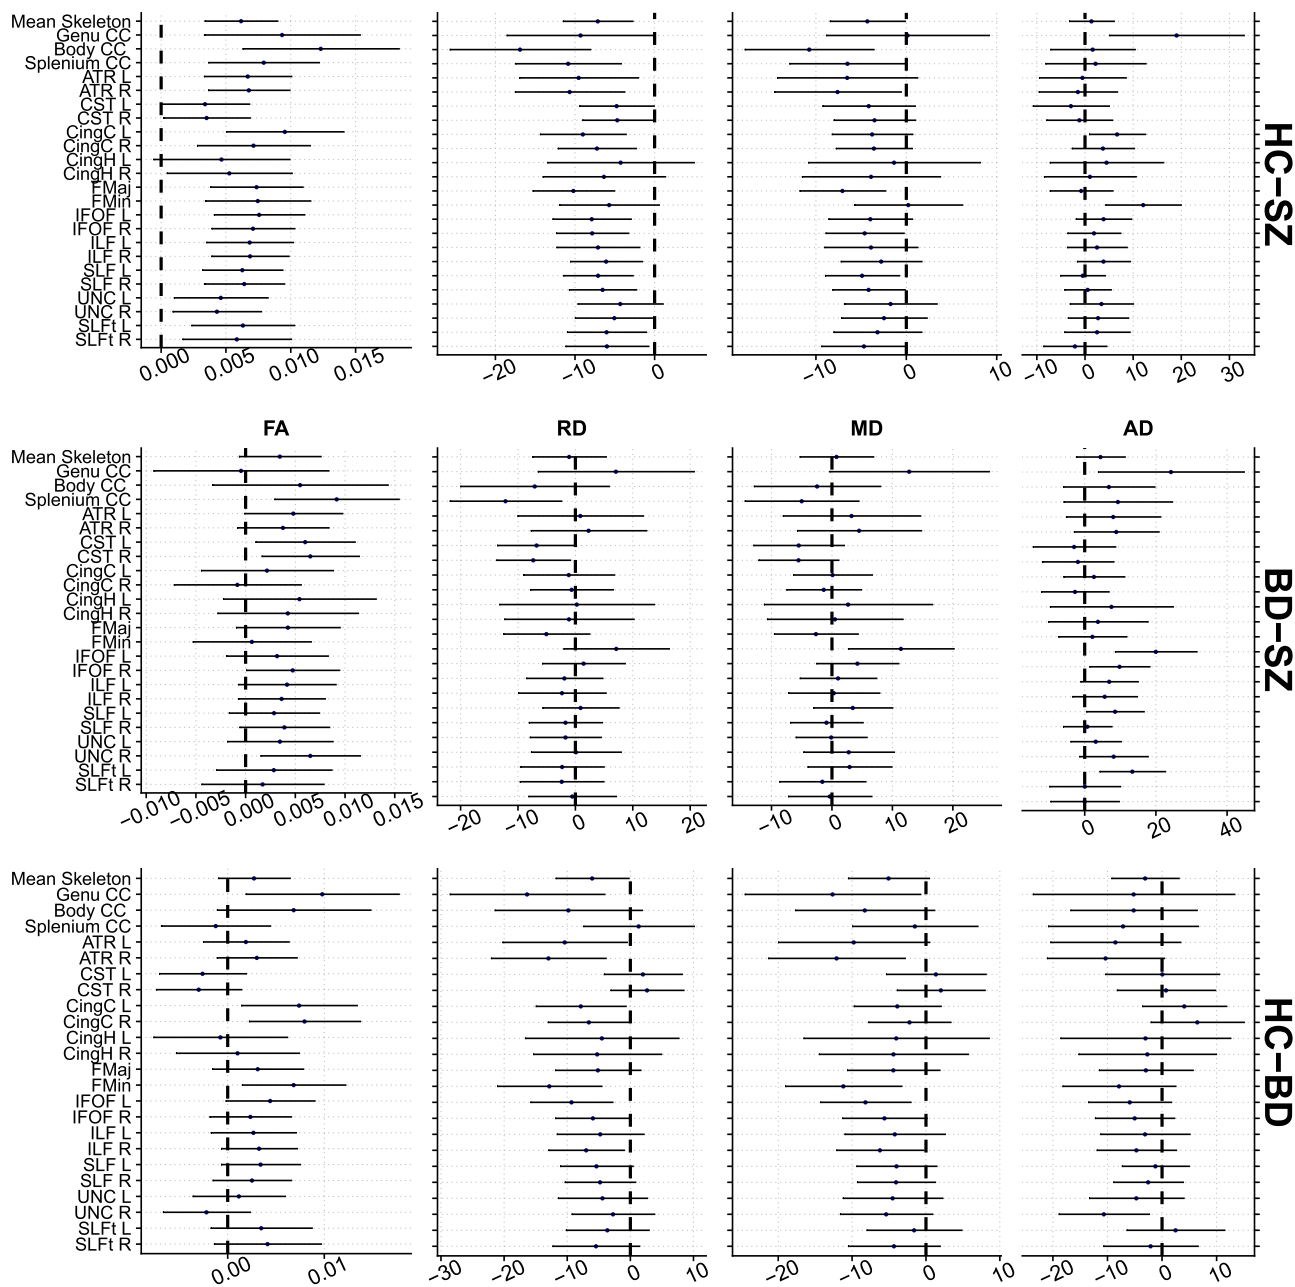 Mean Skeleton
Genu CC
Body CC
Splenium CC
ATR L
ATR R
CST L
CST R
CingC L
CingC R
CingH L
CingH R
FMaj
FMin
IFOF L
IFOF R
ILF L
ILF R
SLF L
SLF R
UNC L
UNC R
SLFt L
SLFt R
HC−SZ
0.000 0.005 0.010 0.015
−20 −10 0
−10 0 10
−10 0 10 20 30
FA RD MD AD
Mean Skeleton
Genu CC
Body CC
Splenium CC
ATR L
ATR R
CST L
CST R
CingC L
CingC R
CingH L
CingH R
FMaj
FMin
IFOF L
IFOF R
ILF L
ILF R
SLF L
SLF R
UNC L
UNC R
SLFt L
SLFt R
BD−SZ
−0.010 −0.005 0.000 0.005 0.010 0.015
−20 −10 0 10 20
−10 0 10 20
0 20 40
Mean Skeleton
Genu CC
Body CC
Splenium CC
ATR L
ATR R
CST L
CST R
CingC L
CingC R
CingH L
CingH R
FMaj
FMin
IFOF L
IFOF R
ILF L
ILF R
SLF L
SLF R
UNC L
UNC R
SLFt L
SLFt R
HC−BD
0.00 0.01
−30 −20 −10 0 10
−20 −10 0 10
−20 −10 0 10